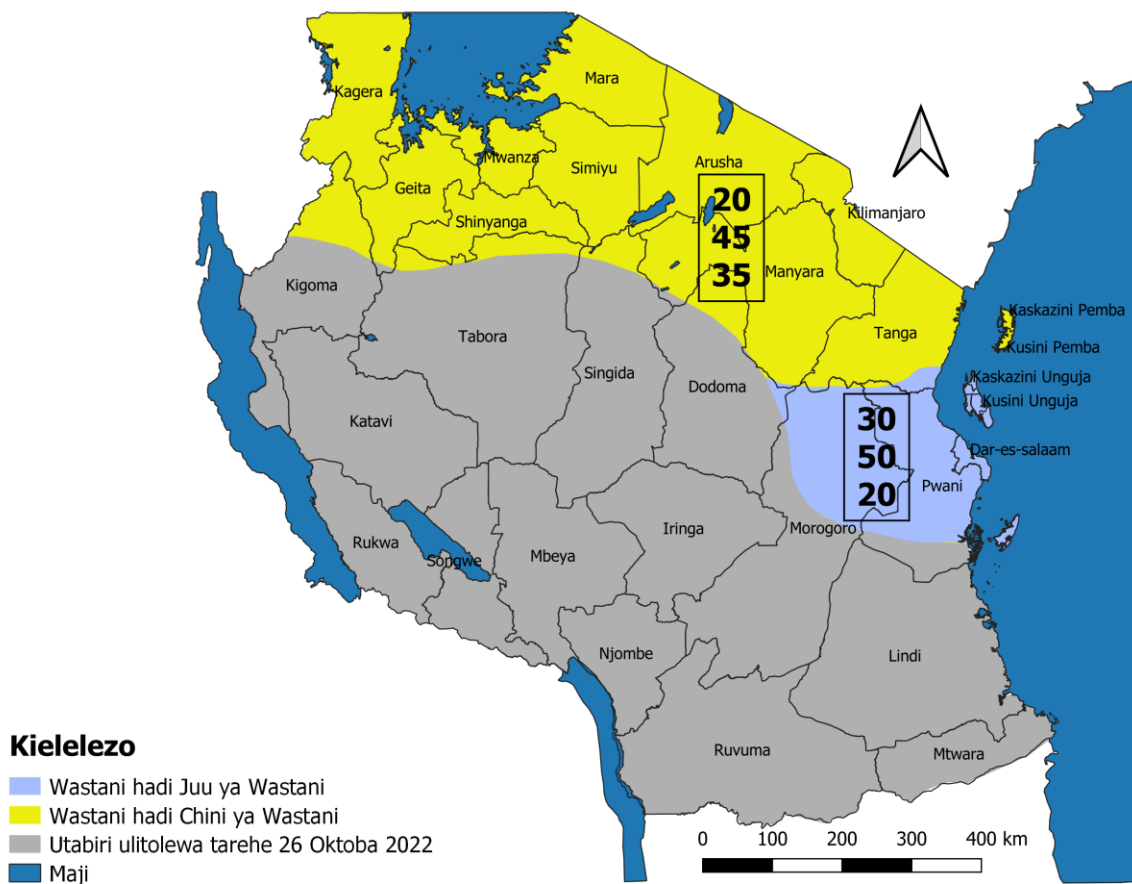 Mara
Kagera
Mwanza
Simiyu
Arusha
Geita
Kilimanjaro
Shinyanga
20
45
35
Manyara
Kigoma
Kaskazini Pemba
Tanga
Tabora
Kusini Pemba
Singida
Dodoma
Kaskazini Unguja
Kusini Unguja
Katavi
30
50
20
Dar-es-salaam
Pwani
Iringa
Morogoro
Rukwa
Songwe
Mbeya
Njombe
Lindi
Ruvuma
Mtwara
Kielelezo
Wastani hadi Juu ya Wastani
Wastani hadi Chini ya Wastani
Utabiri ulitolewa tarehe 26 Oktoba 2022
Maji
0 100 200 300 400 km